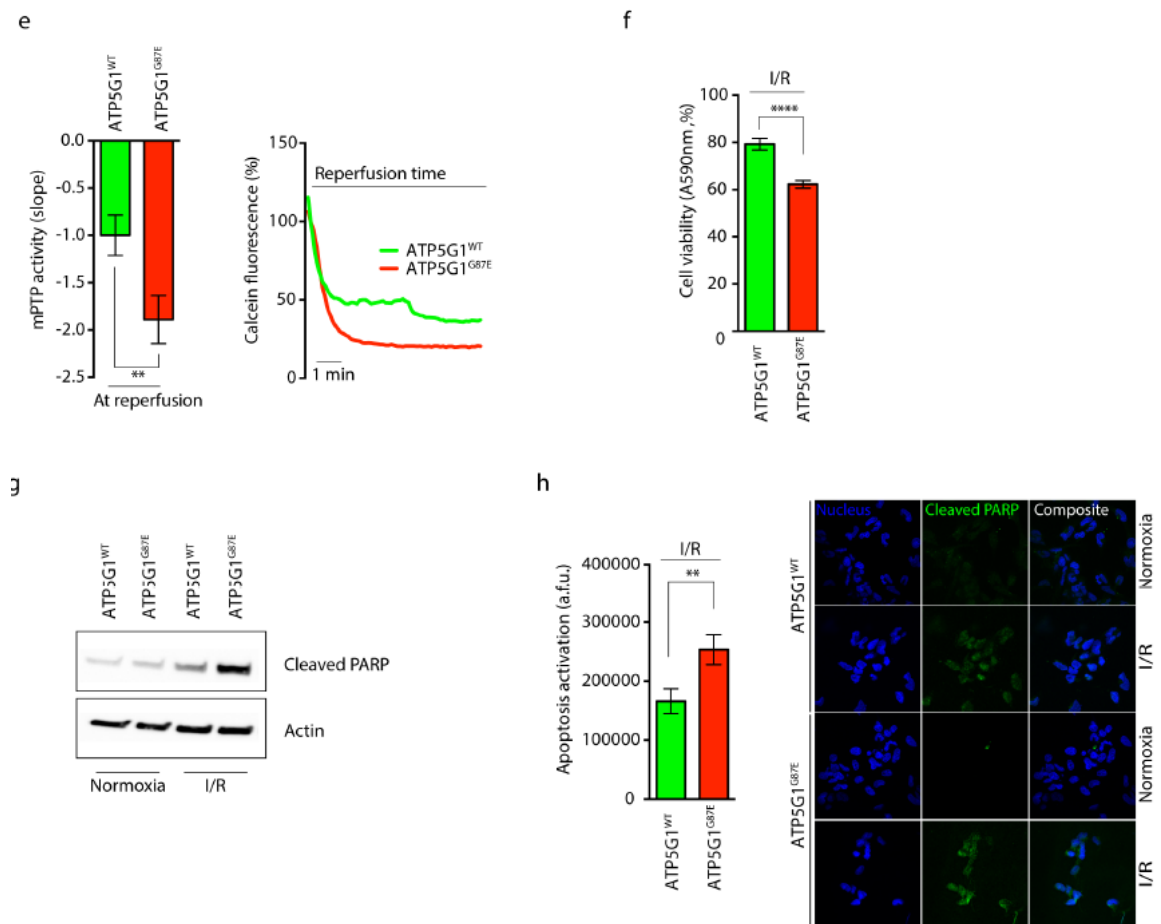 e
ATP5G1WT
ATP5G1G87E
0.0
-0.5
-1.0
-1.5
-2.0
-2.5
mPTP activity (slope)
**
At reperfusion
150
100
50
0
Calcein fluorescence (%)
Reperfusion time
ATP5G1WT
ATP5G1G87E
1 min
f
I/R
****
100
80
60
40
20
0
Cell viability (A590nm,%)
ATP5G1WT
ATP5G1G87E
g
ATP5G1WT
ATP5G1G87E
ATP5G1WT
ATP5G1G87E
Cleaved PARP
Actin
Normoxia
I/R
h
I/R
**
400000
300000
200000
100000
0
Apoptosis activation (a.f.u.)
ATP5G1WT
ATP5G1G87E
Nucleus
Cleaved PARP
Composite
ATP5G1WT
Normoxia
I/R
ATP5G1G87E
Normoxia
I/R